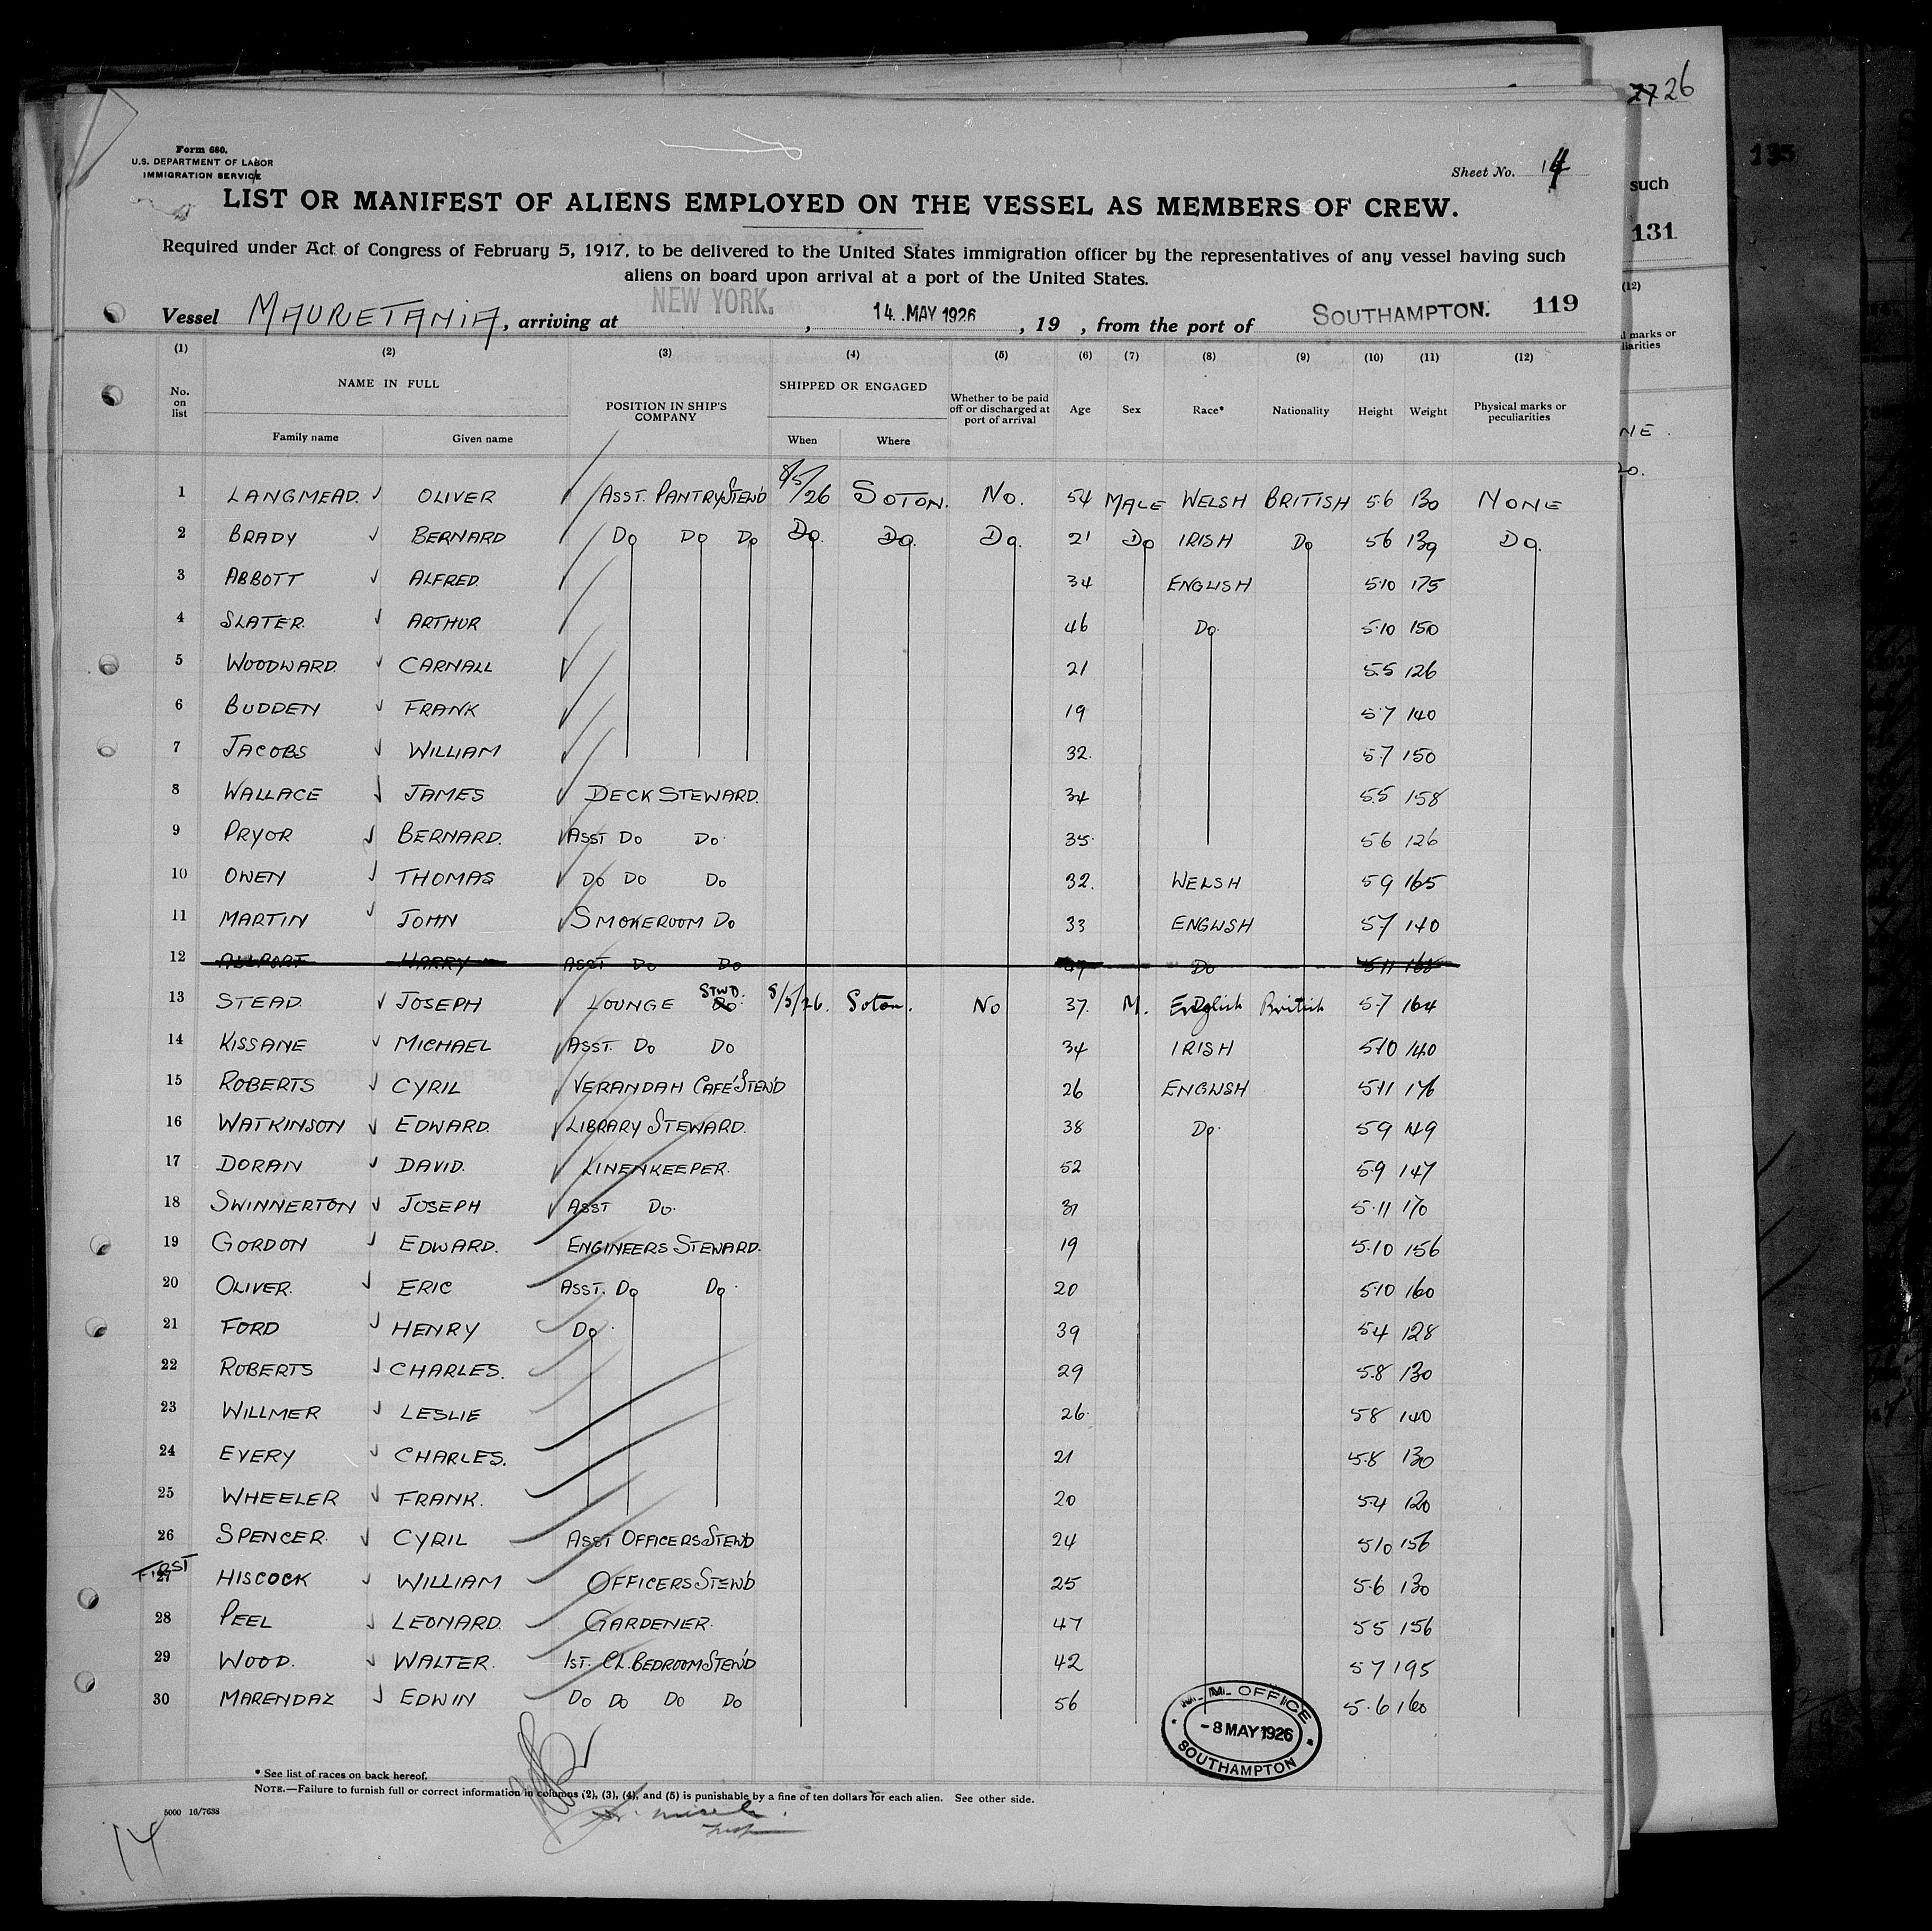 2726
135
such
131
(12)
l marks or
liarities
NE.
Do.
Form 680.
U.S. DEPARTMENT OF LABOR
IMMIGRATION SERVICE
Sheet No. 14
LIST OR MANIFEST OF ALIENS EMPLOYED ON THE VESSEL AS MEMBERS OF CREW.
Required under Act of Congress of February 5, 1917, to be delivered to the United States immigration officer by the representatives of any vessel having such
aliens on board upon arrival at a port of the United States.
Vessel MAURETANIA, arriving at NEW YORK. , 14 MAY 1926 , 19 , from the port of SOUTHAMPTON. 119
(1) (2) (3) (4) (5) (6) (7) (8) (9) (10) (11) (12)
No. on list NAME IN FULL Family name Given name POSITION IN SHIP'S COMPANY SHIPPED OR ENGAGED When Where Whether to be paid off or discharged at port of arrival Age Sex Race* Nationality Height Weight Physical marks or peculiarities
1 LANGMEAD. OLIVER ASST. PANTRY STEWD 8/5/26 SOTON. NO. 54 MALE WELSH BRITISH 5.6 130 NONE
2 BRADY BERNARD DO DO DO DO. DO. DO. 21 DO IRISH DO 5 6 139 DO.
3 ABBOTT ALFRED. 34 ENGLISH 5.10 175
4 SLATER. ARTHUR 46 DO. 5.10 150
5 WOODWARD. CARNALL 21 5.5 126
6 BUDDEN FRANK 19 5.7 140
7 JACOBS WILLIAM 32. 5.7 150
8 WALLACE JAMES DECK STEWARD. 34 5.5 158
9 PRYOR BERNARD. ASST DO DO. 35. 5 6 126
10 OWEN THOMAS DO DO DO 32. WELSH 5 9 165
11 MARTIN JOHN SMOKEROOM DO 33 ENGLISH 5.7 140
12 ALLPORT HARRY ASST DO DO 47 DO 5 11 168
13 STEAD. JOSEPH LOUNGE STWD. DO 8/5/26. Soton. No 37. M. English British 5.7 164
14 KISSANE MICHAEL ASST. DO DO 34 IRISH 5.10 140
15 ROBERTS CYRIL VERANDAH CAFÉ STEWD 26 ENGLISH 5.11 176
16 WATKINSON EDWARD. LIBRARY STEWARD. 38 DO. 5 9 149
17 DORAN DAVID. LINENKEEPER. 52 5.9 147
18 SWINNERTON JOSEPH ASST DO. 31 5.11 170
19 GORDON EDWARD. ENGINEERS STEWARD. 19 5.10 156
20 OLIVER. ERIC ASST. DO DO. 20 5.10 160
21 FORD HENRY DO. 39 5.4 128
22 ROBERTS CHARLES. 29 5.8 130
23 WILLMER LESLIE 26. 5 8 140
24 EVERY CHARLES. 21 5.8 130
25 WHEELER FRANK. 20 5.4 120
26 SPENCER. CYRIL ASST OFFICERS STEWD 24 5 10 156
FIRST
27 HISCOCK WILLIAM OFFICERS STEWD 25 5.6 130
28 PEEL LEONARD. GARDENER. 47 5 5 156
29 WOOD. WALTER. 1ST. CL. BEDROOM STEWD 42 5 7 195
30 MARENDAZ EDWIN DO DO DO DO 56 5.6 160
M.M. OFFICE
-8 MAY 1926
SOUTHAMPTON
* See list of races on back hereof.
NOTE.—Failure to furnish full or correct information in columns (2), (3), (4), and (5) is punishable by a fine of ten dollars for each alien. See other side.
5000 16/7638
14